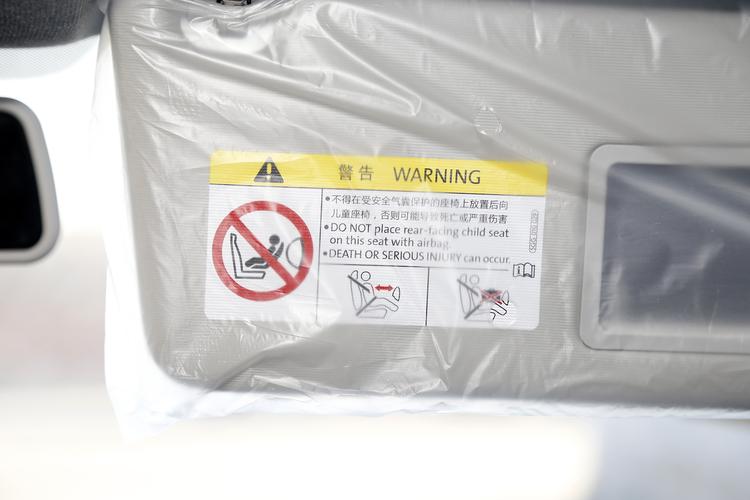 警告 WARNING
•不得在受安全气囊保护的座椅上放置后向
儿童座椅，否则可能导致死亡或严重伤害
•DO NOT place rear-facing child seat
on this seat with airbag.
•DEATH OR SERIOUS INJURY can occur.